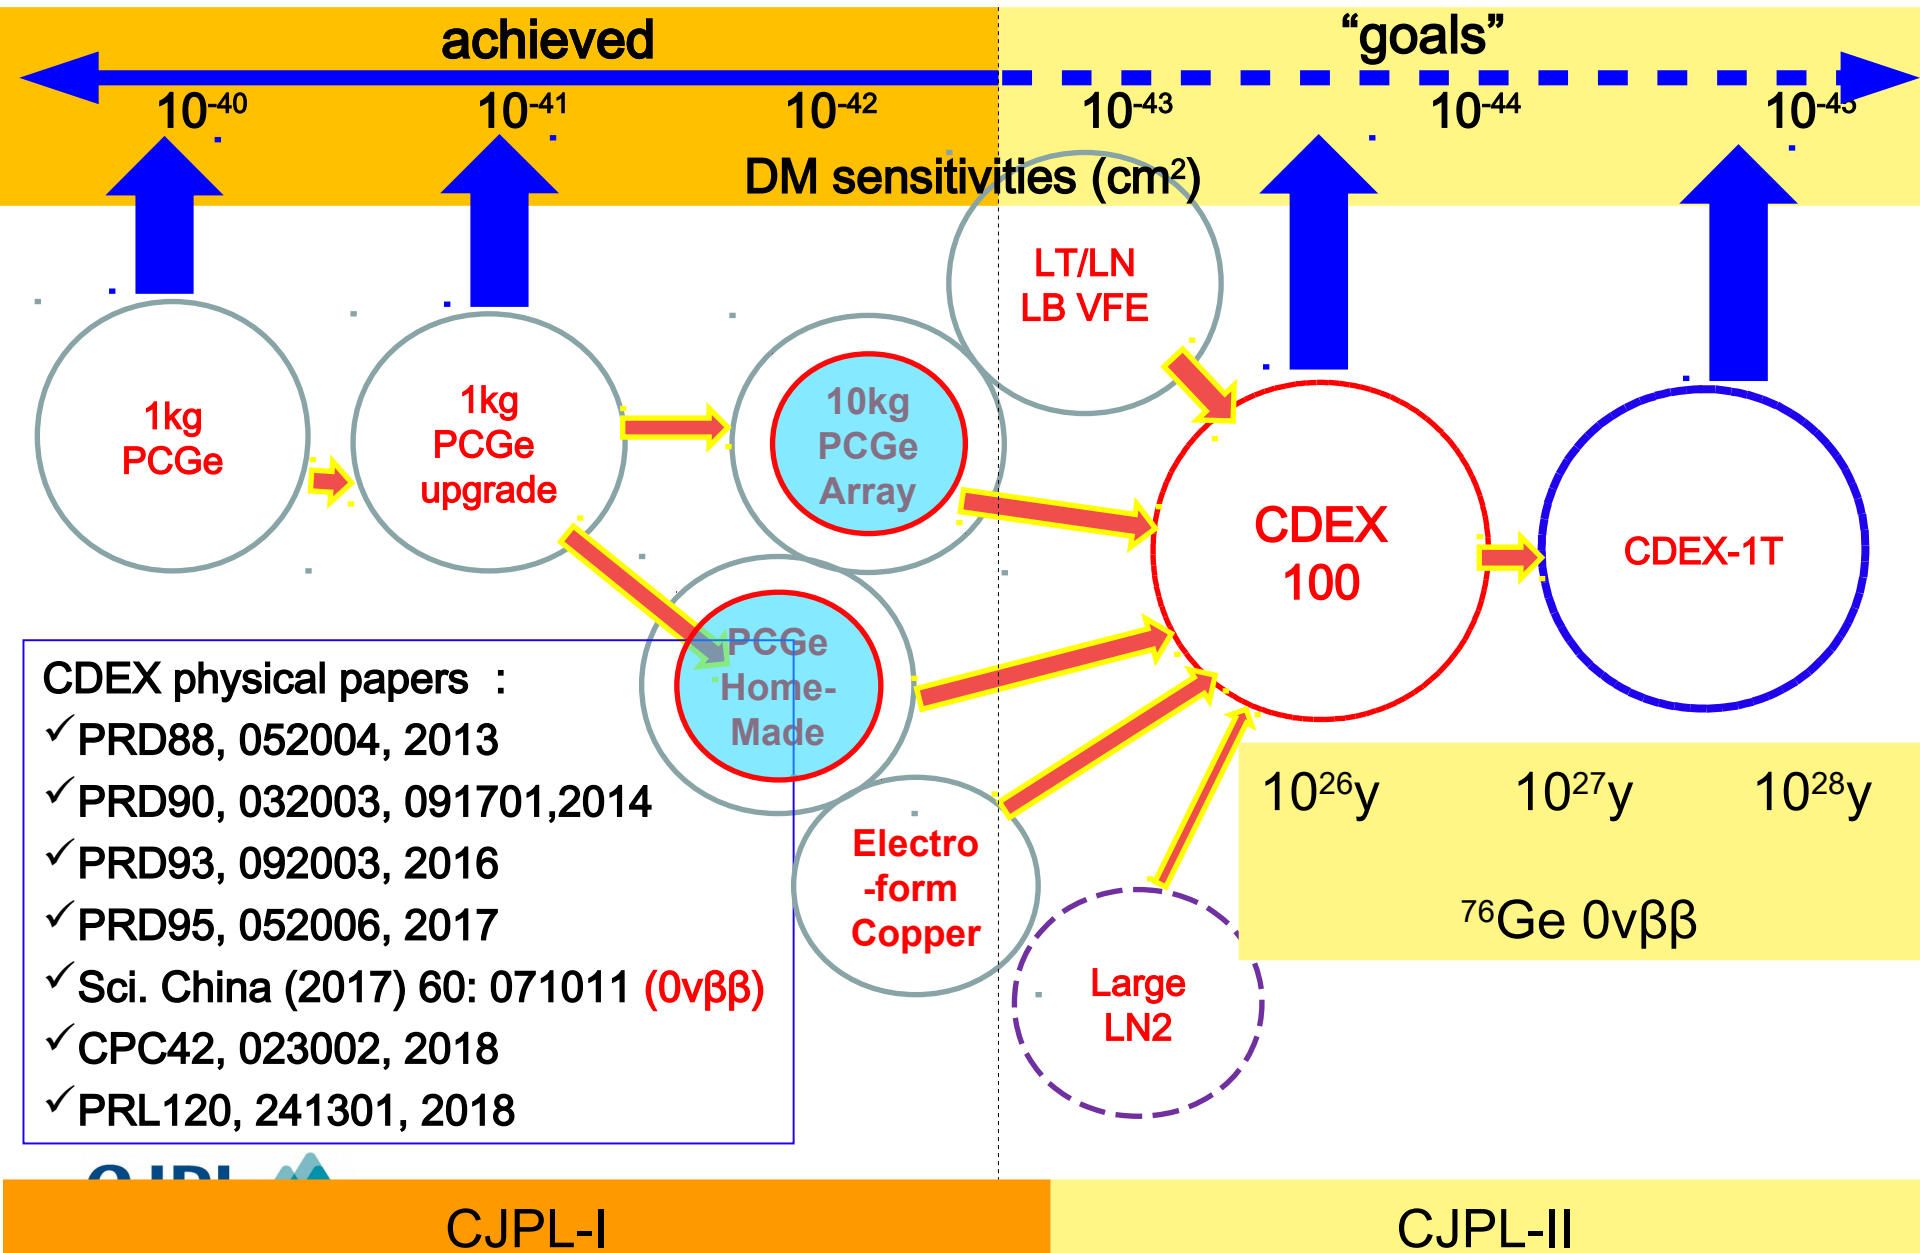 achieved
“goals”
10⁻⁴⁰
10⁻⁴¹
10⁻⁴²
10⁻⁴³
10⁻⁴⁴
10⁻⁴⁵
DM sensitivities (cm²)
LT/LN
LB VFE
1kg
PCGe
1kg
PCGe
upgrade
10kg
PCGe
Array
CDEX
100
CDEX-1T
PCGe
Home-
Made
Electro
-form
Copper
Large
LN2
CDEX physical papers :
✓PRD88, 052004, 2013
✓PRD90, 032003, 091701,2014
✓PRD93, 092003, 2016
✓PRD95, 052006, 2017
✓Sci. China (2017) 60: 071011 (0vββ)
✓CPC42, 023002, 2018
✓PRL120, 241301, 2018
10²⁶y
10²⁷y
10²⁸y
⁷⁶Ge 0vββ
CJPL
CJPL-I
CJPL-II